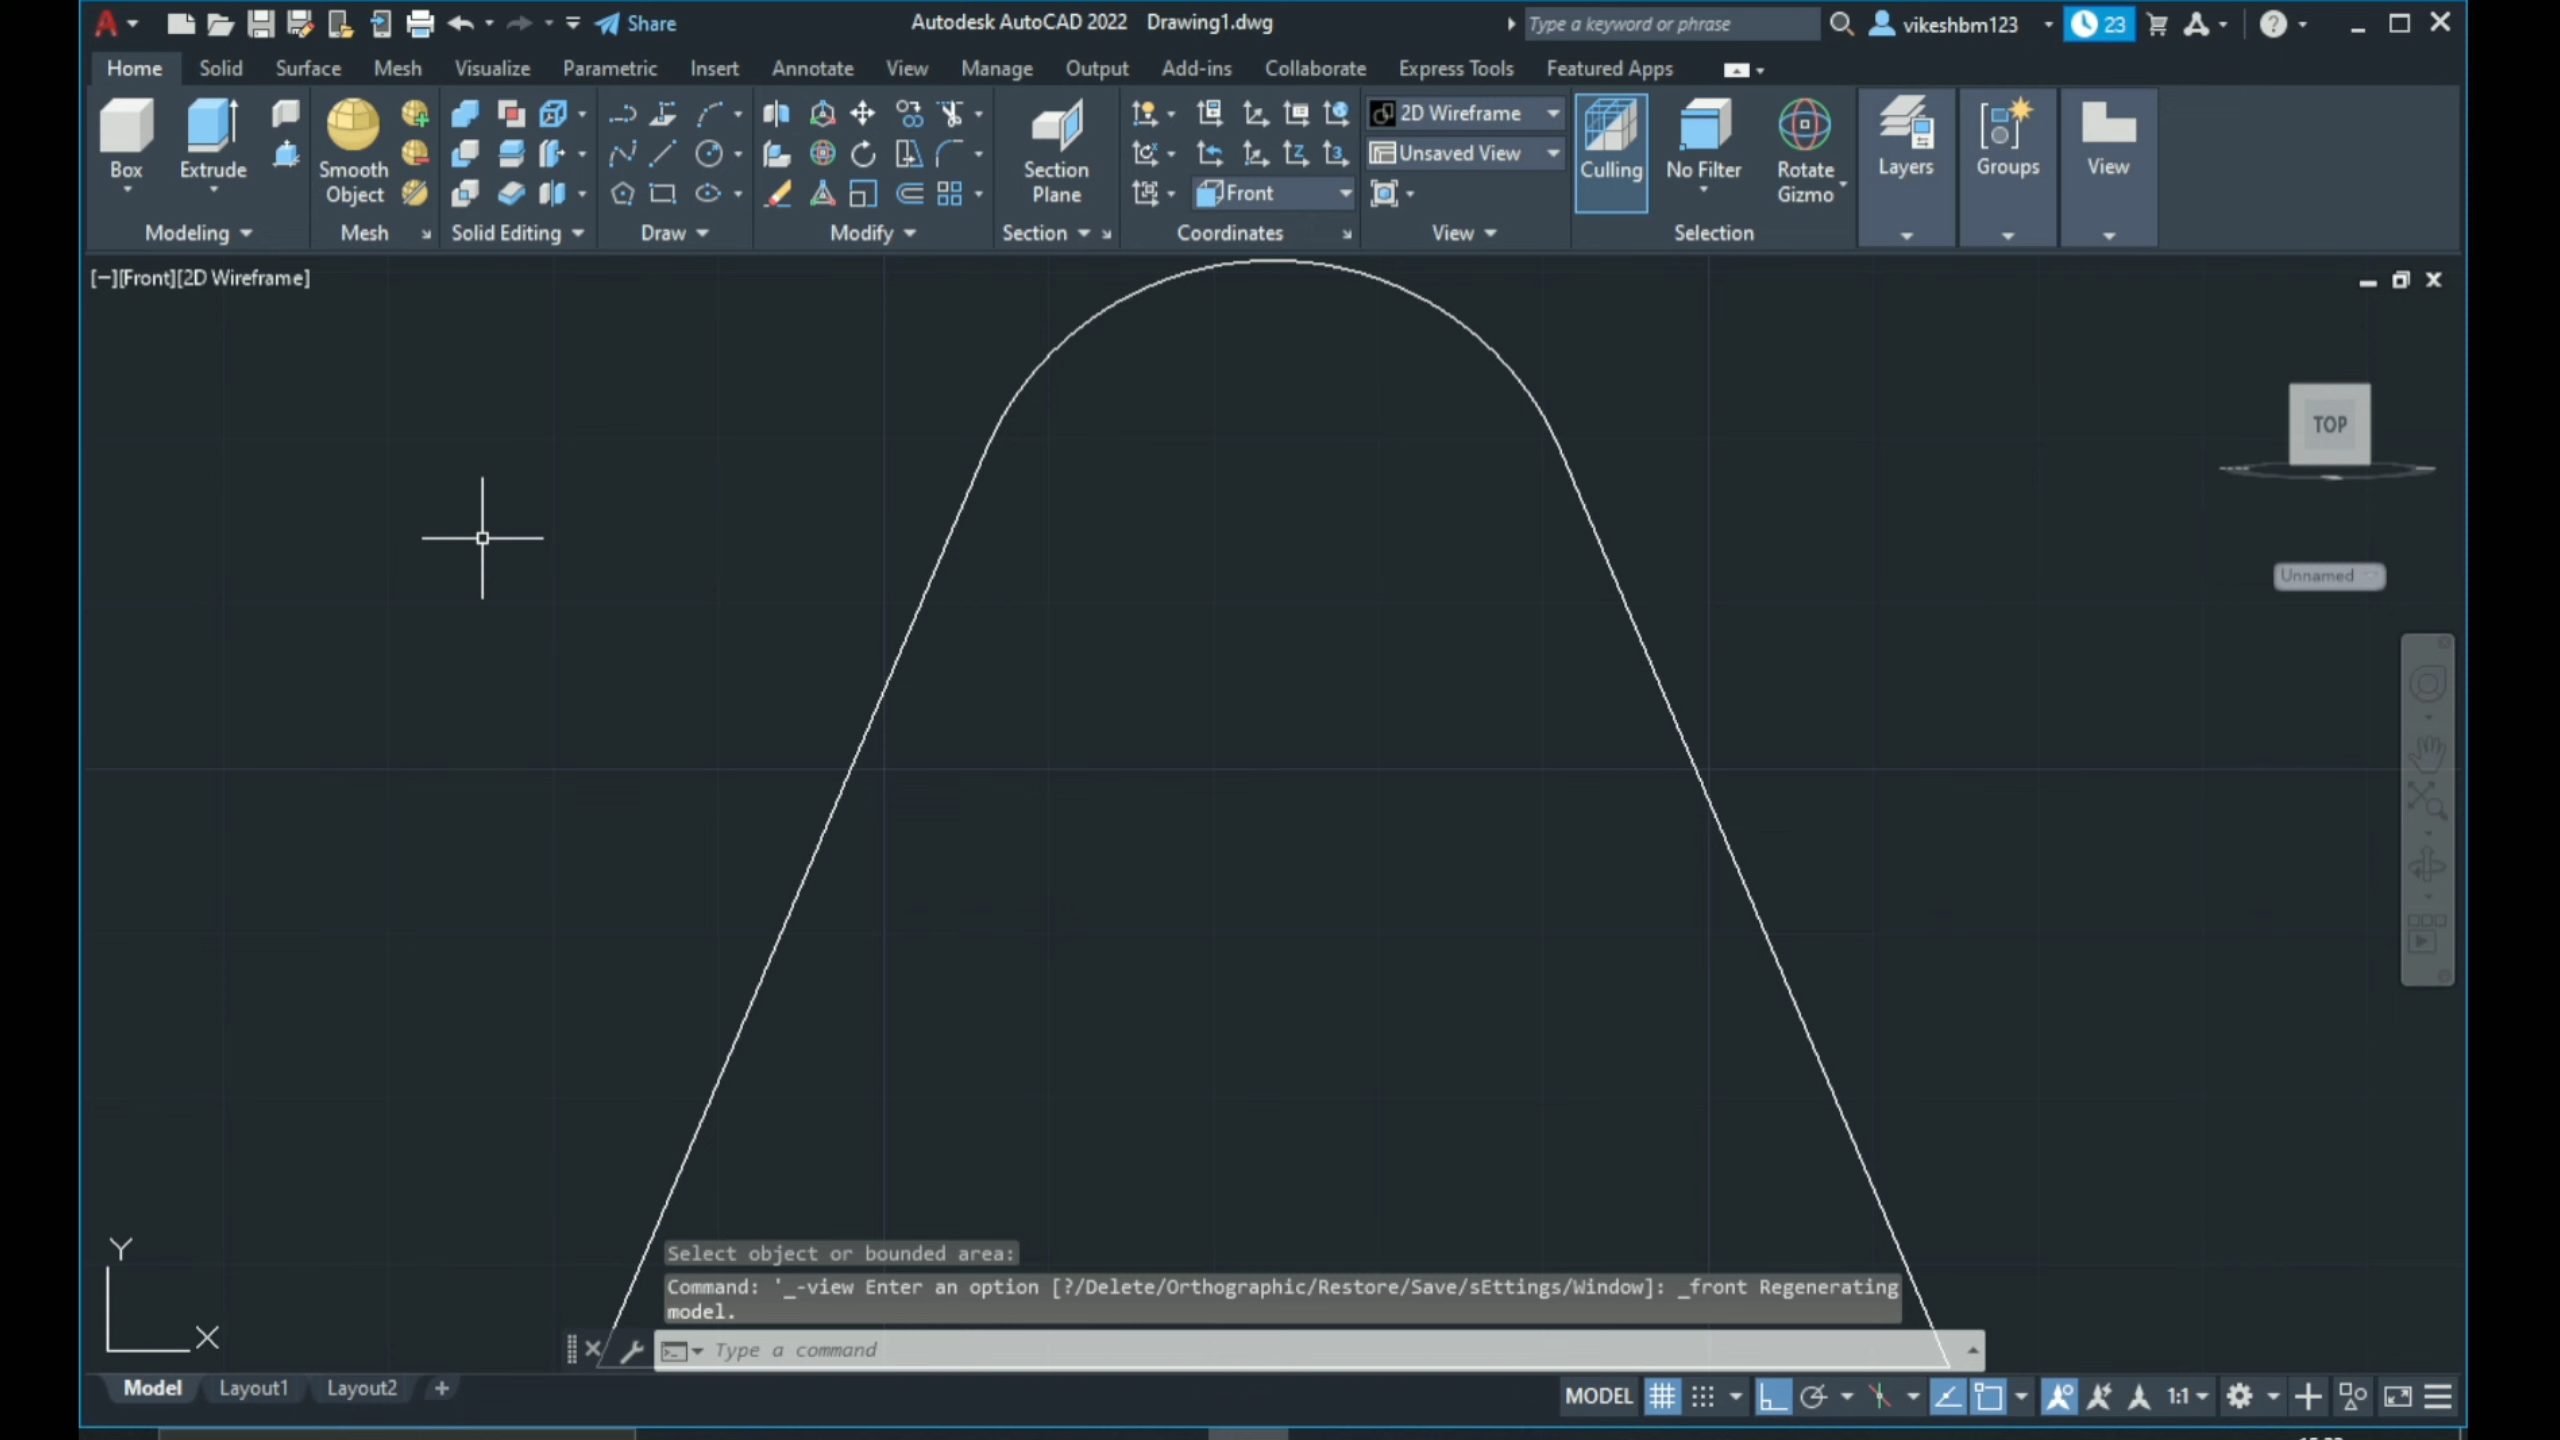 Share
Autodesk AutoCAD 2022 Drawing1.dwg
Type a keyword or phrase
vikeshbm123
23
Home Solid Surface Mesh Visualize Parametric Insert Annotate View Manage Output Add-ins Collaborate Express Tools Featured Apps
2D Wireframe
Unsaved View
Front
Box
Extrude
Smooth
Object
Section
Plane
Culling
No Filter
Rotate
Gizmo
Layers
Groups
View
Modeling
Mesh
Solid Editing
Draw
Modify
Section
Coordinates
View
Selection
[−][Front][2D Wireframe]
TOP
Unnamed
Y
X
Select object or bounded area:
Command: '_-view Enter an option [?/Delete/Orthographic/Restore/Save/sEttings/Window]: _front Regenerating
model.
Type a command
Model Layout1 Layout2
MODEL
1:1